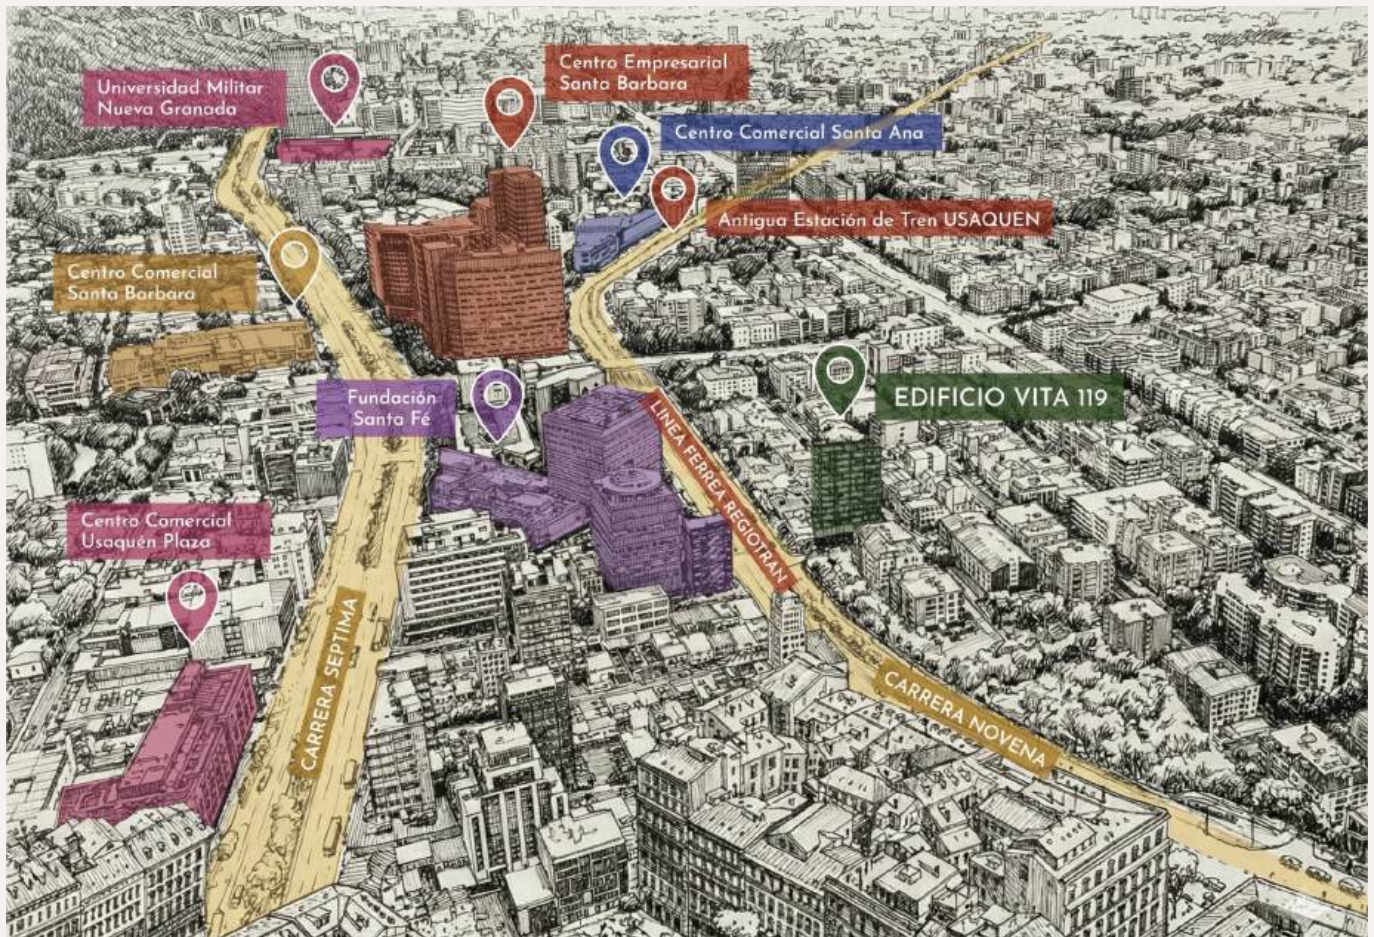 Universidad Militar
Nueva Granada
Centro Empresarial
Santo Barbara
Centro Comercial Santa Ana
Antigua Estación de Tren USAQUEN
Centro Comercial
Santa Barbara
Fundación
Santa Fé
EDIFICIO VITA 119
LINEA FERREA REGIOTRAN
Centro Comercial
Usaquén Plaza
CARRERA SEPTIMA
CARRERA NOVENA